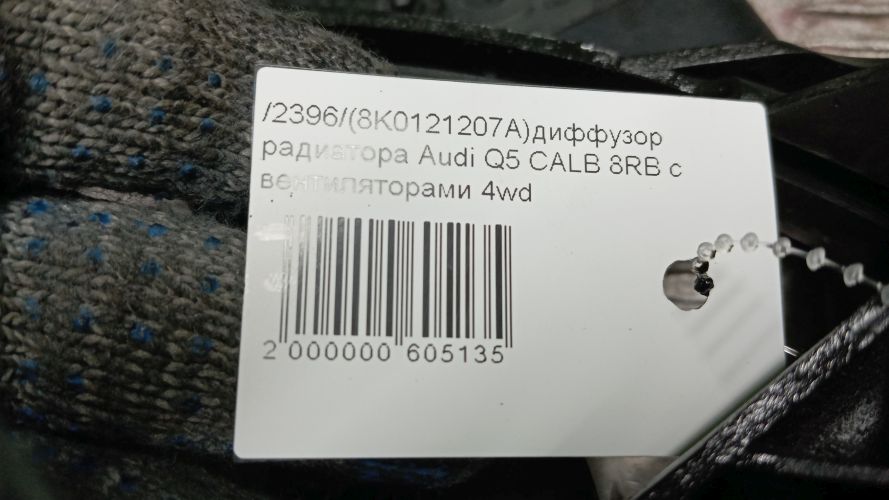 /2396/(8K0121207A)диффузор
радиатора Audi Q5 CALB 8RB с
вентиляторами 4wd
2 000000 605135